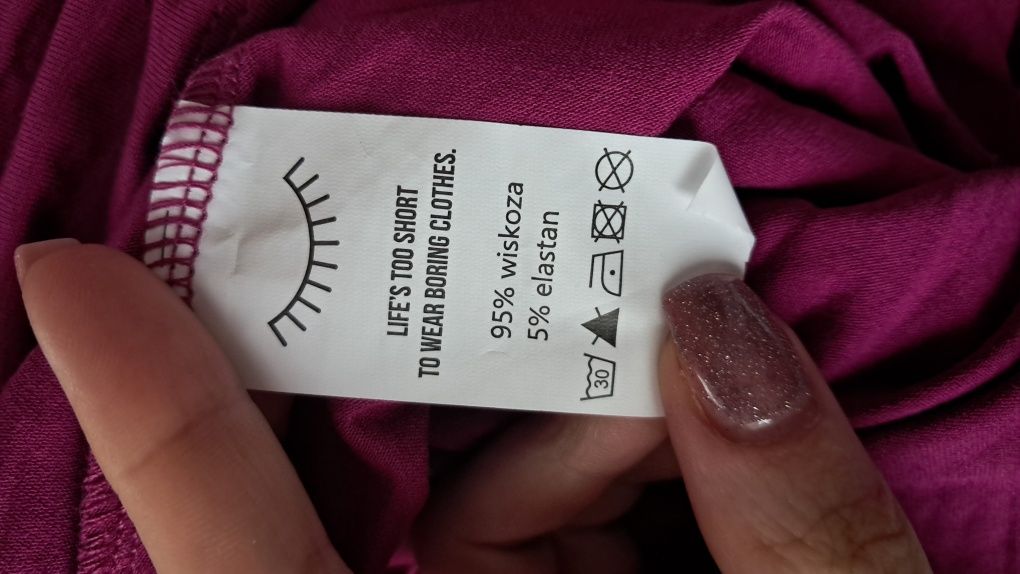 LIFE'S TOO SHORT
TO WEAR BORING CLOTHES.
95% wiskoza
5% elastan
30